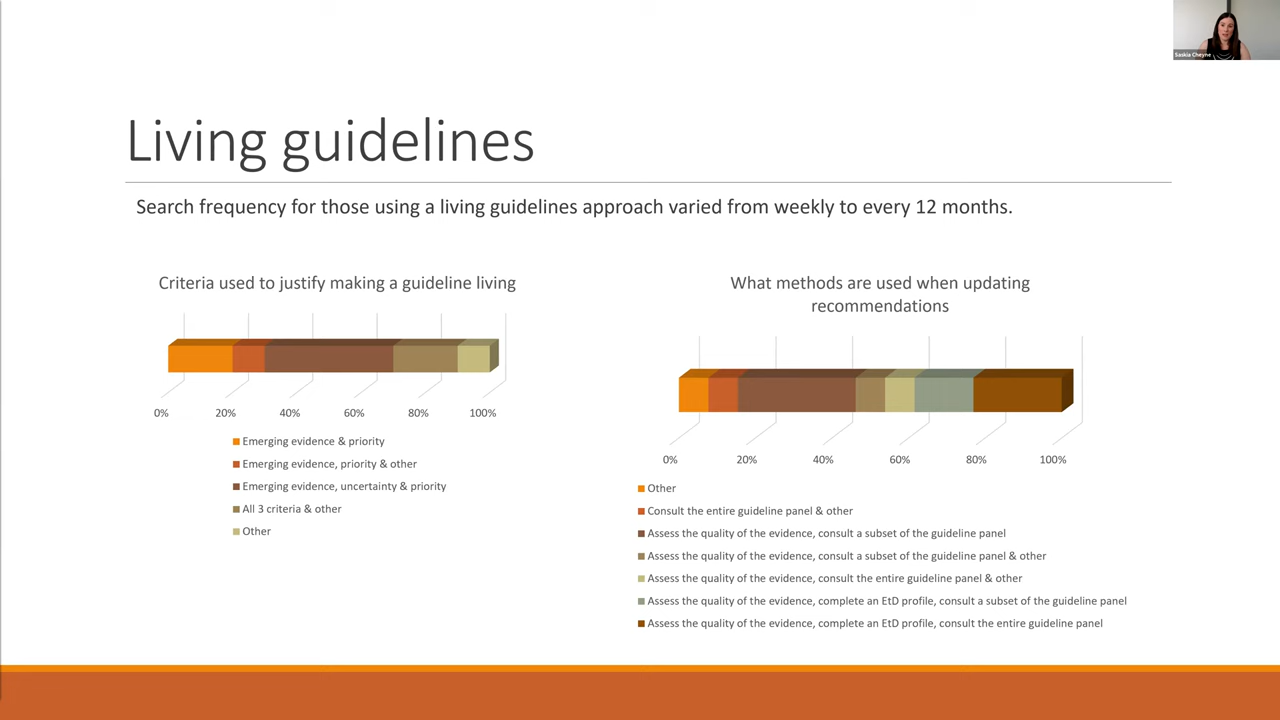 Saskia Cheyne
Living guidelines
Search frequency for those using a living guidelines approach varied from weekly to every 12 months.
Criteria used to justify making a guideline living
0% 20% 40% 60% 80% 100%
Emerging evidence & priority
Emerging evidence, priority & other
Emerging evidence, uncertainty & priority
All 3 criteria & other
Other
What methods are used when updating
recommendations
0% 20% 40% 60% 80% 100%
Other
Consult the entire guideline panel & other
Assess the quality of the evidence, consult a subset of the guideline panel
Assess the quality of the evidence, consult a subset of the guideline panel & other
Assess the quality of the evidence, consult the entire guideline panel & other
Assess the quality of the evidence, complete an EtD profile, consult a subset of the guideline panel
Assess the quality of the evidence, complete an EtD profile, consult the entire guideline panel